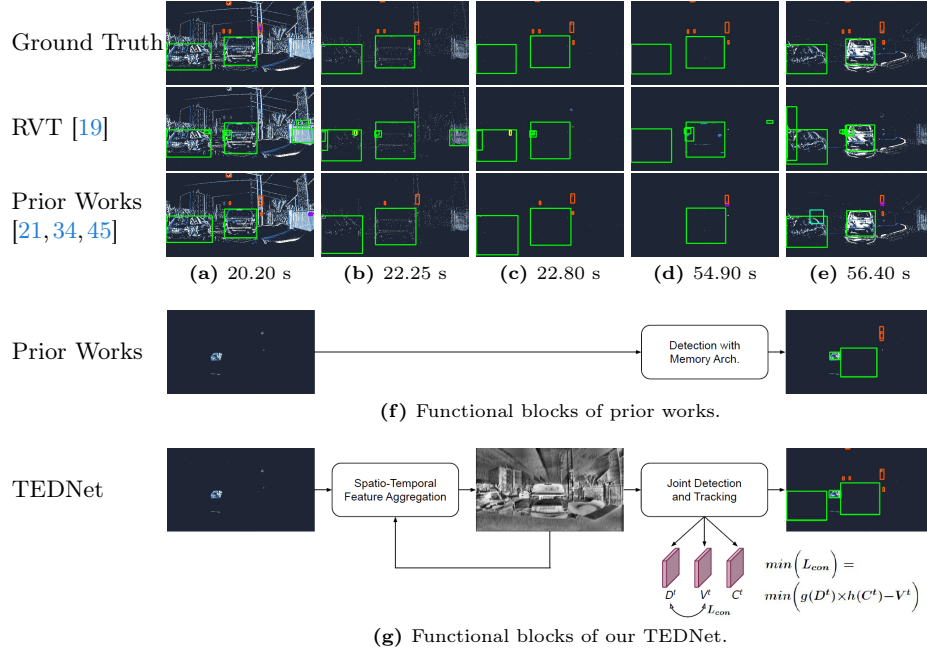 Ground Truth
RVT [19]
Prior Works
[21, 34, 45]
(a) 20.20 s
(b) 22.25 s
(c) 22.80 s
(d) 54.90 s
(e) 56.40 s
Prior Works
Detection with
Memory Arch.
(f) Functional blocks of prior works.
TEDNet
Spatio-Temporal
Feature Aggregation
Joint Detection
and Tracking
D^t V^t C^t
L_con
min(L_con) =
min(g(D^t)×h(C^t)−V^t)
(g) Functional blocks of our TEDNet.